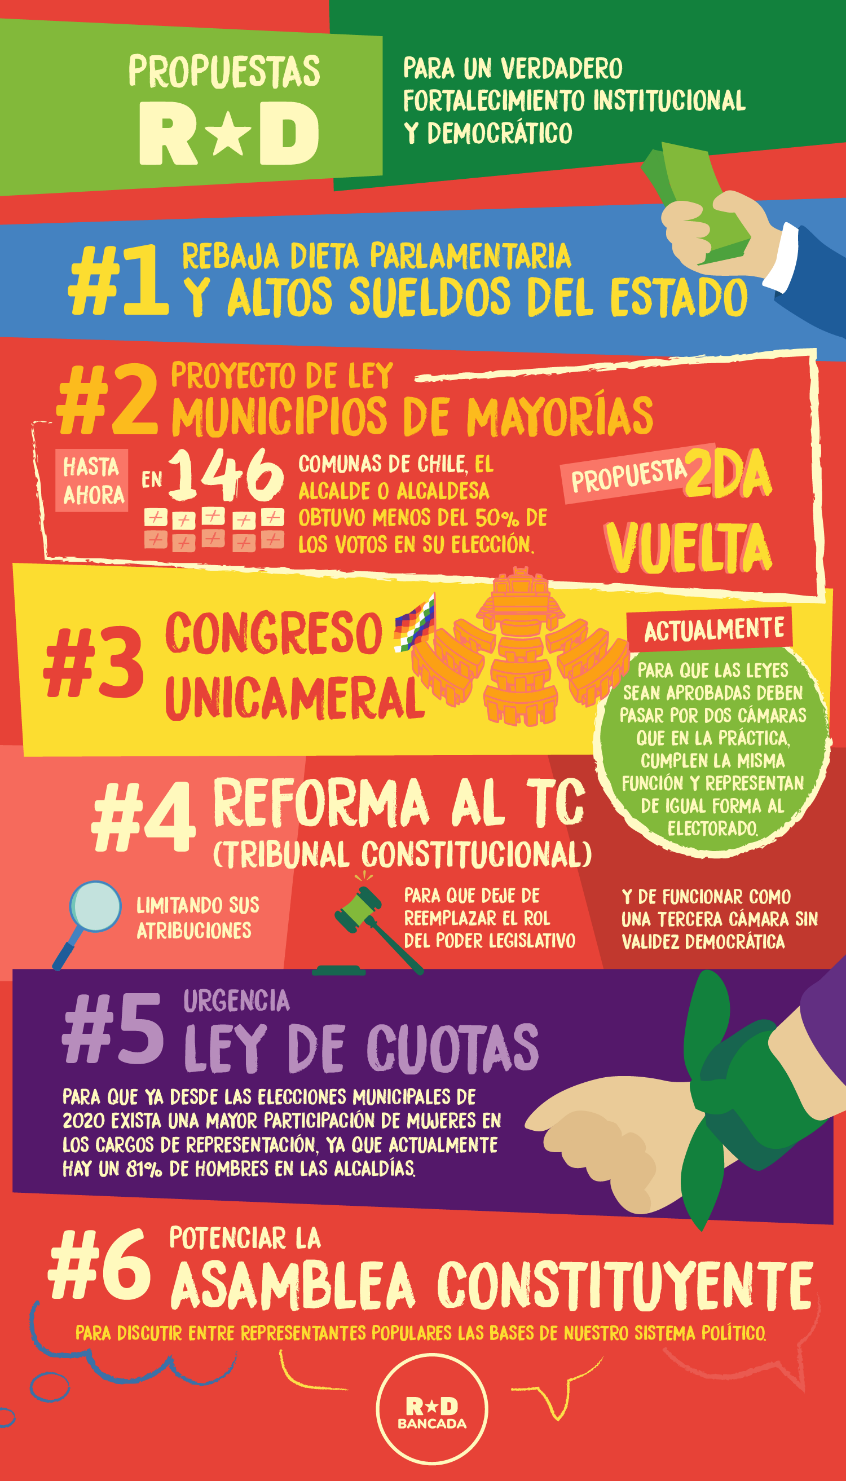 PROPUESTAS
R★D
PARA UN VERDADERO
FORTALECIMIENTO INSTITUCIONAL
Y DEMOCRÁTICO
#1
REBAJA DIETA PARLAMENTARIA
Y ALTOS SUELDOS DEL ESTADO
#2
PROYECTO DE LEY
MUNICIPIOS DE MAYORÍAS
HASTA
AHORA
EN 146
COMUNAS DE CHILE, EL
ALCALDE O ALCALDESA
OBTUVO MENOS DEL 50% DE
LOS VOTOS EN SU ELECCIÓN.
PROPUESTA 2DA
VUELTA
#3
CONGRESO
UNICAMERAL
ACTUALMENTE
PARA QUE LAS LEYES
SEAN APROBADAS DEBEN
PASAR POR DOS CÁMARAS
QUE EN LA PRÁCTICA,
CUMPLEN LA MISMA
FUNCIÓN Y REPRESENTAN
DE IGUAL FORMA AL
ELECTORADO.
#4
REFORMA AL TC
(TRIBUNAL CONSTITUCIONAL)
LIMITANDO SUS
ATRIBUCIONES
PARA QUE DEJE DE
REEMPLAZAR EL ROL
DEL PODER LEGISLATIVO
Y DE FUNCIONAR COMO
UNA TERCERA CÁMARA SIN
VALIDEZ DEMOCRÁTICA
#5
URGENCIA
LEY DE CUOTAS
PARA QUE YA DESDE LAS ELECCIONES MUNICIPALES DE
2020 EXISTA UNA MAYOR PARTICIPACIÓN DE MUJERES EN
LOS CARGOS DE REPRESENTACIÓN, YA QUE ACTUALMENTE
HAY UN 81% DE HOMBRES EN LAS ALCALDÍAS.
#6
POTENCIAR LA
ASAMBLEA CONSTITUYENTE
PARA DISCUTIR ENTRE REPRESENTANTES POPULARES LAS BASES DE NUESTRO SISTEMA POLÍTICO.
R★D
BANCADA